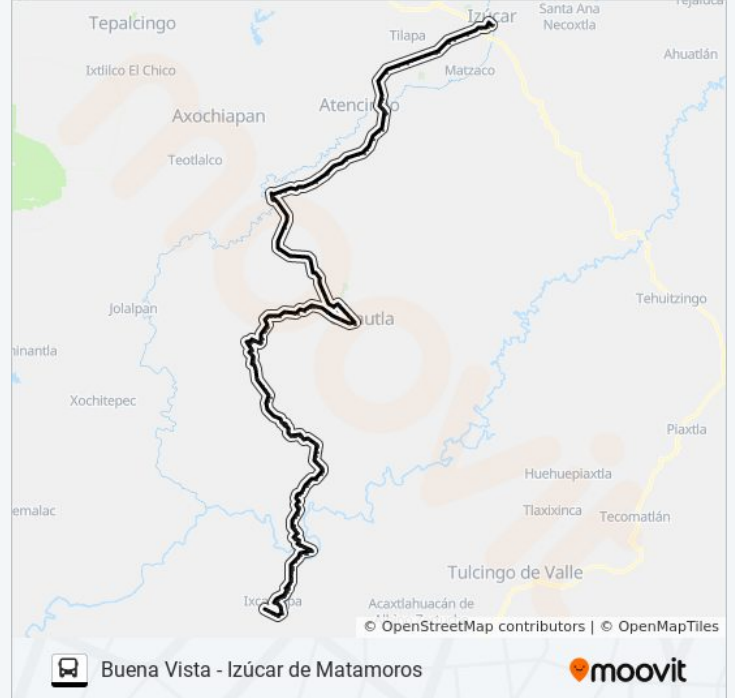 Tejaluca
Izúcar
Santa Ana
Necoxtla
Tepalcingo
Tilapa
Ahuatlán
Ixtlilco El Chico
Matzaco
Axochiapan
Teotlalco
Jolalpan
Tehuitzingo
Xochitepec
Piaxtla
Huehuepiaxtla
Tlaxixinca
Tecomatlán
Tulcingo de Valle
Acaxtlahuacán de
© OpenStreetMap contributors | © OpenMapTiles
Buena Vista - Izúcar de Matamoros
moovit